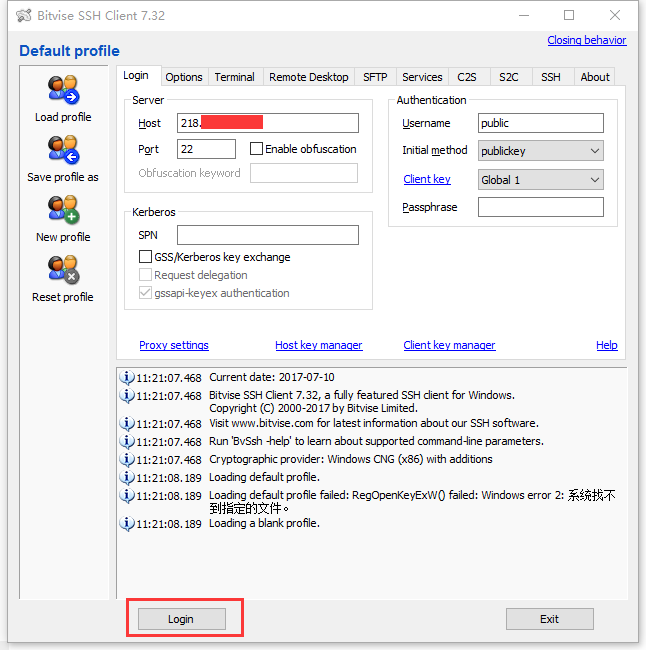 Bitvise SSH Client 7.32
Default profile
Closing behavior
Load profile
Save profile as
New profile
Reset profile
Login
Options
Terminal
Remote Desktop
SFTP
Services
C2S
S2C
SSH
About
Server
Host
218.
Port
22
Enable obfuscation
Obfuscation keyword
Kerberos
SPN
GSS/Kerberos key exchange
Request delegation
gssapi-keyex authentication
Authentication
Username
public
Initial method
publickey
Client key
Global 1
Passphrase
Proxy settings
Host key manager
Client key manager
Help
11:21:07.468 Current date: 2017-07-10
11:21:07.468 Bitvise SSH Client 7.32, a fully featured SSH client for Windows.
Copyright (C) 2000-2017 by Bitvise Limited.
11:21:07.468 Visit www.bitvise.com for latest information about our SSH software.
11:21:07.468 Run 'BvSsh -help' to learn about supported command-line parameters.
11:21:07.468 Cryptographic provider: Windows CNG (x86) with additions
11:21:08.189 Loading default profile.
11:21:08.189 Loading default profile failed: RegOpenKeyExW() failed: Windows error 2: 系统找不
到指定的文件。
11:21:08.189 Loading a blank profile.
Login
Exit